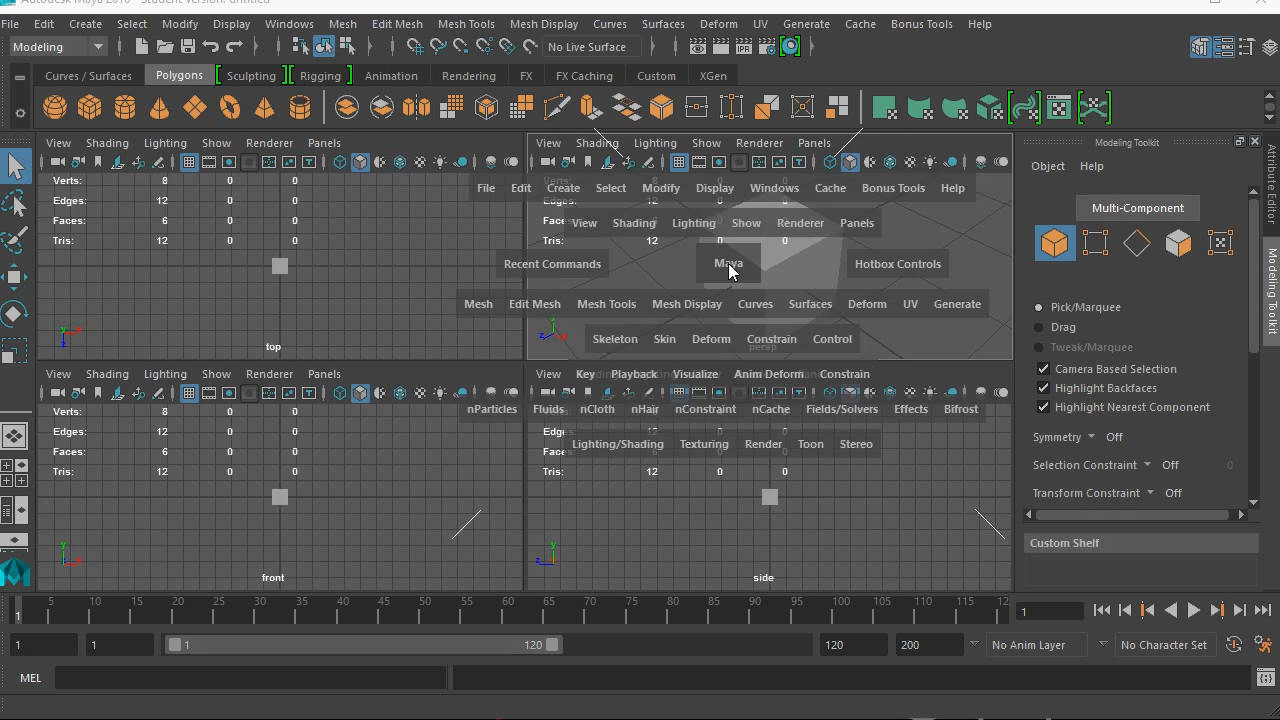 File Edit Create Select Modify Display Windows Mesh Edit Mesh Mesh Tools Mesh Display Curves Surfaces Deform UV Generate Cache Bonus Tools Help
Modeling IPR No Live Surface
Curves / Surfaces Polygons Sculpting Rigging Animation Rendering FX FX Caching Custom XGen
View Shading Lighting Show Renderer Panels
Verts: 8 0 0
Edges: 12 0 0
Faces: 6 0 0
Tris: 12 0 0
top
View Shading Lighting Show Renderer Panels
File Edit Create Select Modify Display Windows Cache Bonus Tools Help
View Shading Lighting Show Renderer Panels
Tris: 12 0 0
Recent Commands Maya Hotbox Controls
Mesh Edit Mesh Mesh Tools Mesh Display Curves Surfaces Deform UV Generate
Skeleton Skin Deform Constrain Control
persp
Key Playback Visualize Anim Deform Constrain
nParticles Fluids nCloth nHair nConstraint nCache Fields/Solvers Effects Bifrost
Lighting/Shading Texturing Render Toon Stereo
View Shading Lighting Show Renderer Panels
Verts: 8 0 0
Edges: 12 0 0
Faces: 6 0 0
Tris: 12 0 0
front
View
Tris: 12 0 0
side
Modeling Toolkit
Object Help
Multi-Component
Pick/Marquee
Drag
Tweak/Marquee
Camera Based Selection
Highlight Backfaces
Highlight Nearest Component
Symmetry Off
Selection Constraint Off 0
Transform Constraint Off
Custom Shelf
Attribute Editor
Modeling Toolkit
1 5 10 15 20 25 30 35 40 45 50 55 60 65 70 75 80 85 90 95 100 105 110 115 12 1
1 1 1 120 120 200 No Anim Layer No Character Set
MEL